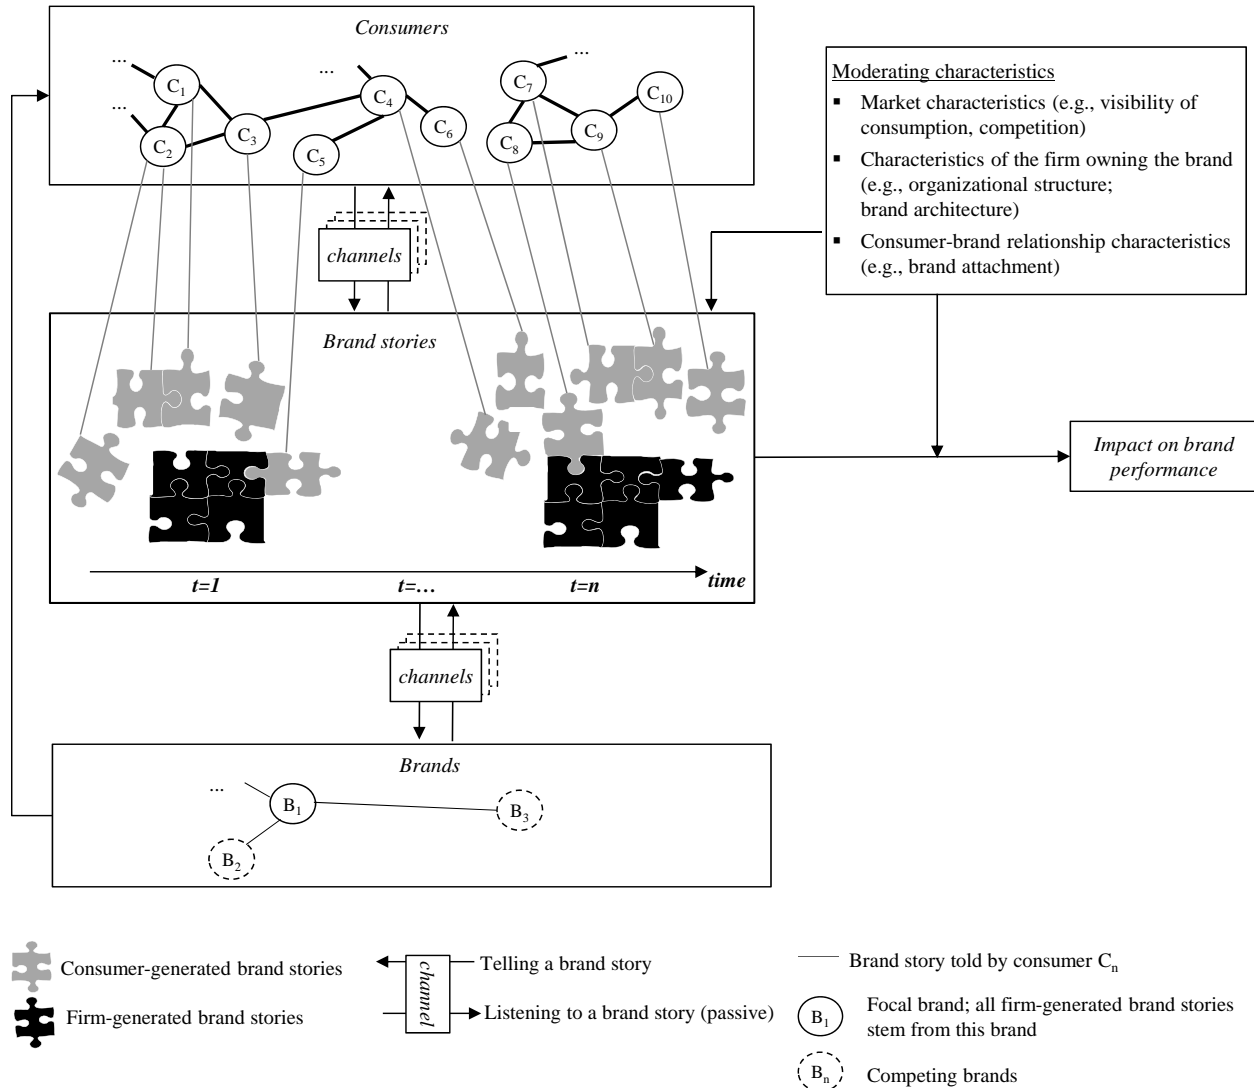 Consumers
...
...
...
...
C1
C2
C3
C4
C5
C6
C7
C8
C9
C10
Moderating characteristics
▪ Market characteristics (e.g., visibility of
consumption, competition)
▪ Characteristics of the firm owning the brand
(e.g., organizational structure;
brand architecture)
▪ Consumer-brand relationship characteristics
(e.g., brand attachment)
channels
Brand stories
t=1
t=...
t=n
time
Impact on brand
performance
channels
Brands
...
B1
B2
B3
Consumer-generated brand stories
Firm-generated brand stories
channel
Telling a brand story
Listening to a brand story (passive)
Brand story told by consumer Cn
B1
Focal brand; all firm-generated brand stories
stem from this brand
Bn
Competing brands